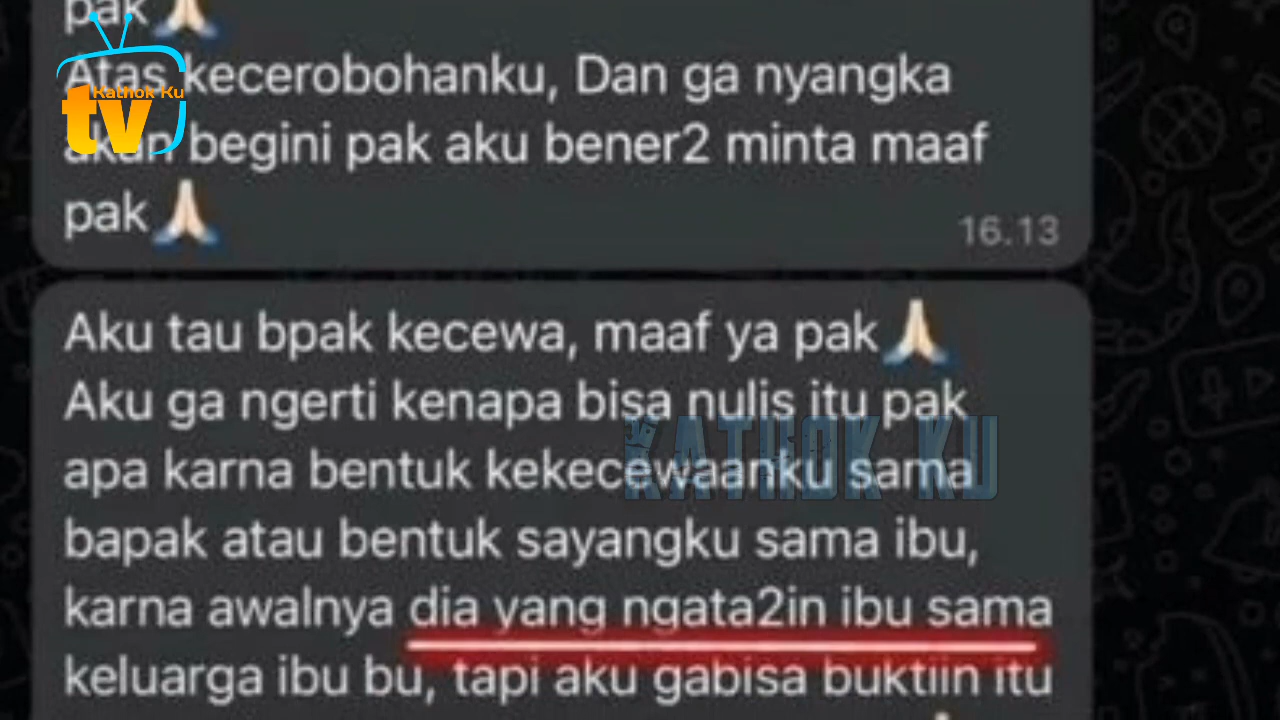 pak🙏🏻
Atas kecerobohanku, Dan ga nyangka
akan begini pak aku bener2 minta maaf
pak🙏🏻
16.13
Aku tau bpak kecewa, maaf ya pak🙏🏻
Aku ga ngerti kenapa bisa nulis itu pak
apa karna bentuk kekecewaanku sama
bapak atau bentuk sayangku sama ibu,
karna awalnya dia yang ngata2in ibu sama
keluarga ibu bu, tapi aku gabisa buktiin itu
Kathok Ku
tv
KATHOK KU